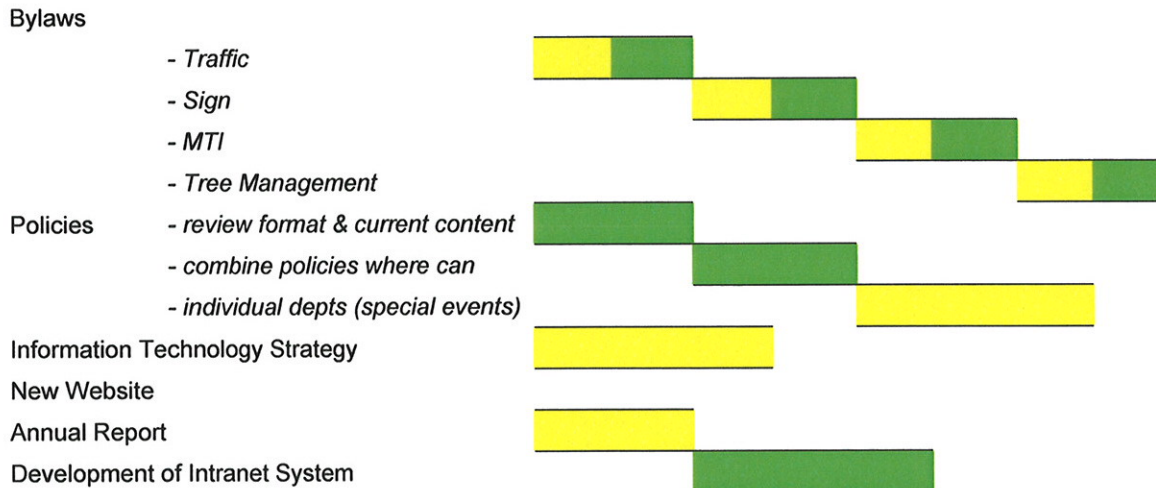 Bylaws
- Traffic
- Sign
- MTI
- Tree Management
Policies - review format & current content
- combine policies where can
- individual depts (special events)
Information Technology Strategy
New Website
Annual Report
Development of Intranet System